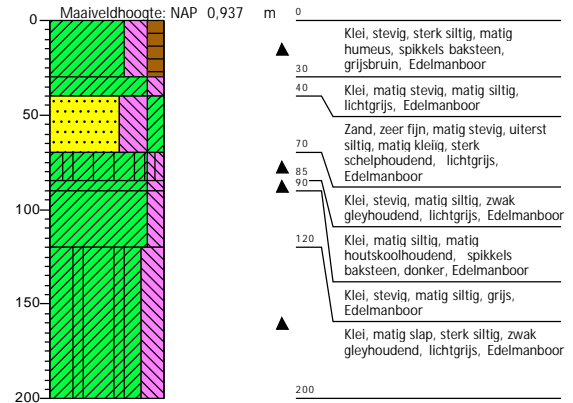 Maaiveldhoogte: NAP 0,937 m
0
50
100
150
200
0
Klei, stevig, sterk siltig, matig
humeus, spikkels baksteen,
grijsbruin, Edelmanboor
30
Klei, matig stevig, matig siltig,
lichtgrijs, Edelmanboor
40
Zand, zeer fijn, matig stevig, uiterst
siltig, matig kleiïg, sterk
schelphoudend, lichtgrijs,
Edelmanboor
70
Klei, stevig, matig siltig, zwak
gleyhoudend, lichtgrijs, Edelmanboor
85
Klei, matig siltig, matig
houtskoolhoudend, spikkels
baksteen, donker, Edelmanboor
90
Klei, stevig, matig siltig, grijs,
Edelmanboor
120
Klei, matig slap, sterk siltig, zwak
gleyhoudend, lichtgrijs, Edelmanboor
200